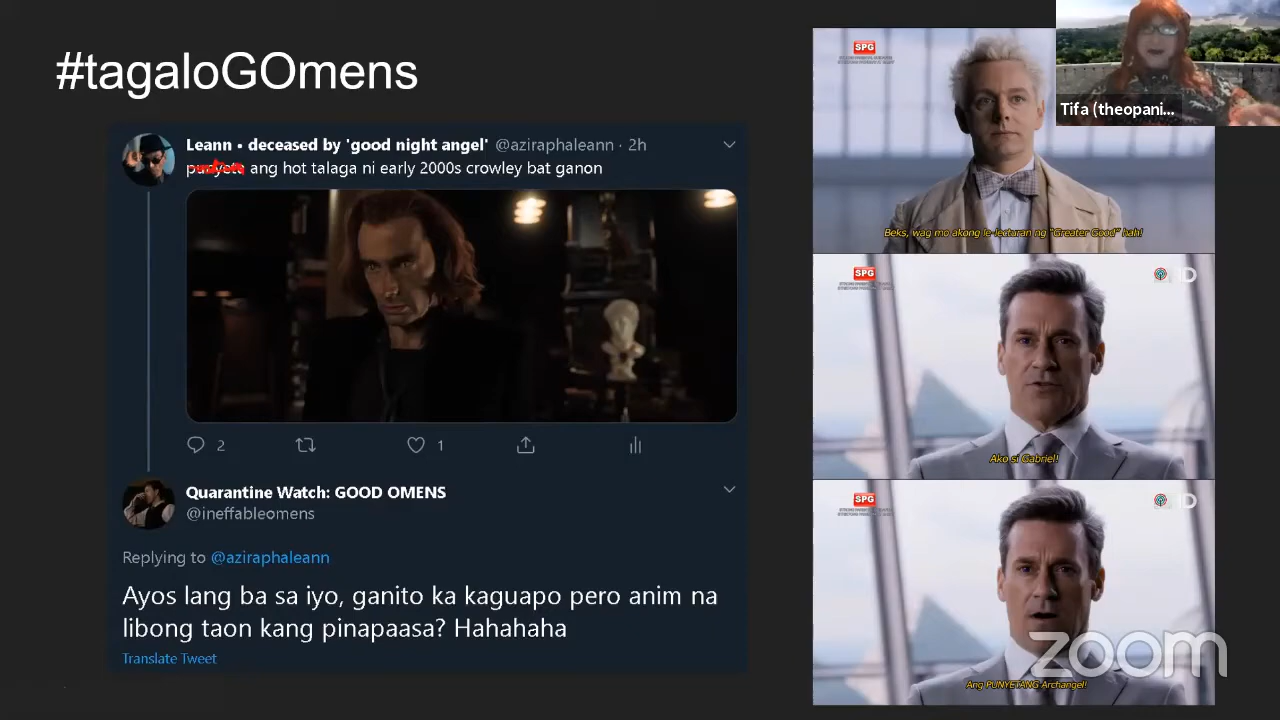 #tagaloGOmens
Leann • deceased by 'good night angel' @aziraphaleann · 2h
ang hot talaga ni early 2000s crowley bat ganon
2
1
Quarantine Watch: GOOD OMENS
@ineffableomens
Replying to @aziraphaleann
Ayos lang ba sa iyo, ganito ka kaguapo pero anim na
libong taon kang pinapaasa? Hahahaha
Translate Tweet
SPG
Beks, wag mo akong le-lecturan ng "Greater Good" hah!
SPG
Ako si Gabriel!
SPG
Ang PUNYETANG Archangel!
Tifa (theopani...
zoom